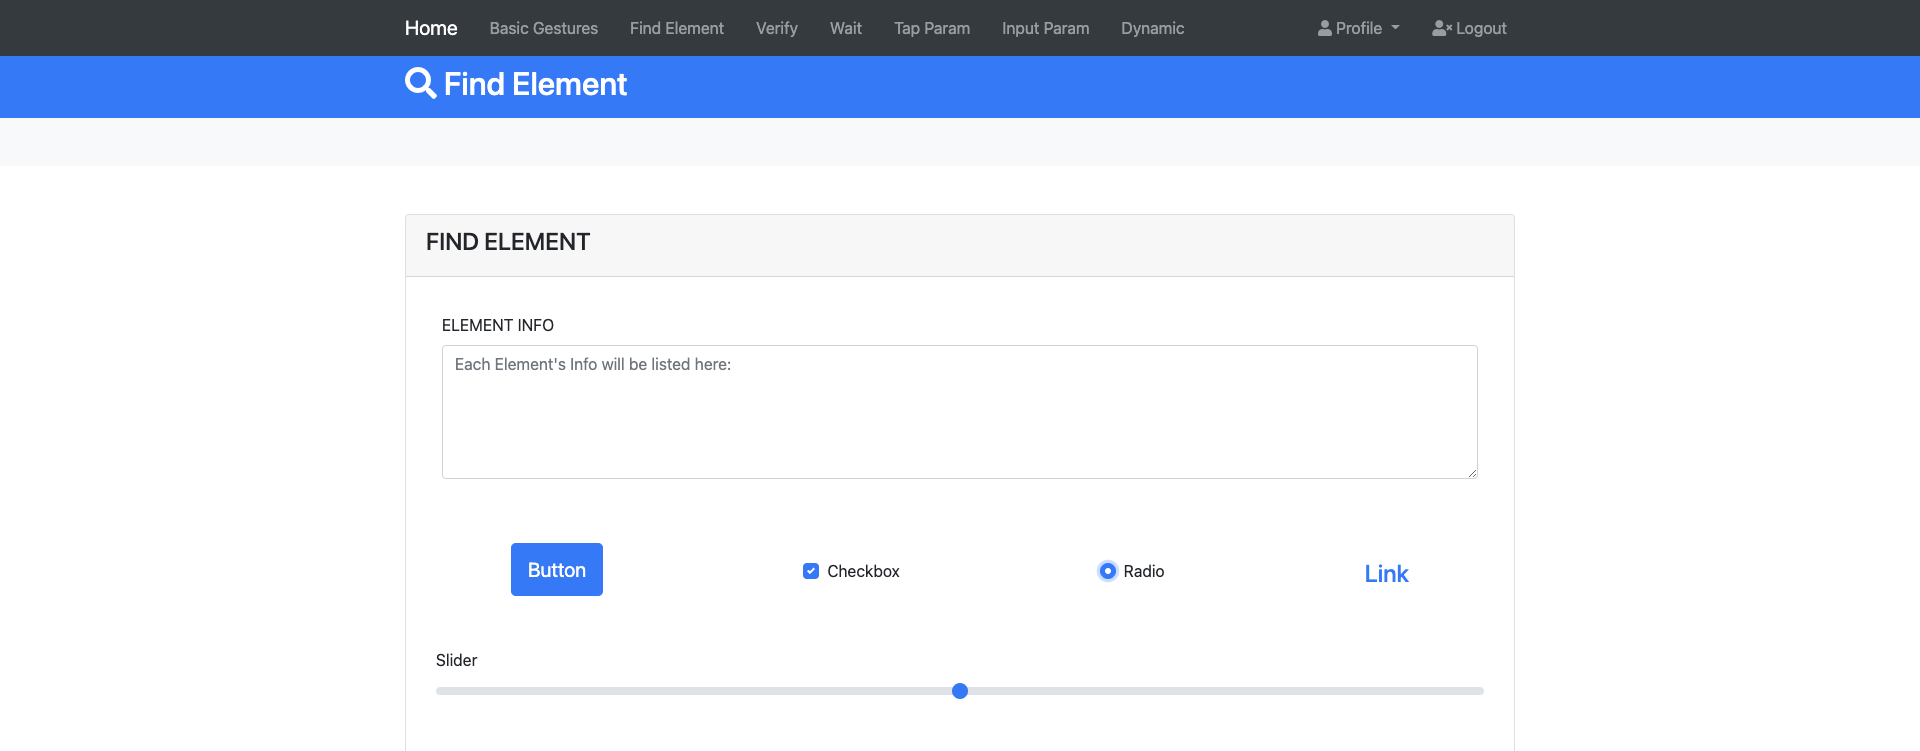 Home Basic Gestures Find Element Verify Wait Tap Param Input Param Dynamic Profile Logout
Find Element
FIND ELEMENT
ELEMENT INFO
Each Element's Info will be listed here:
Button Checkbox Radio Link
Slider